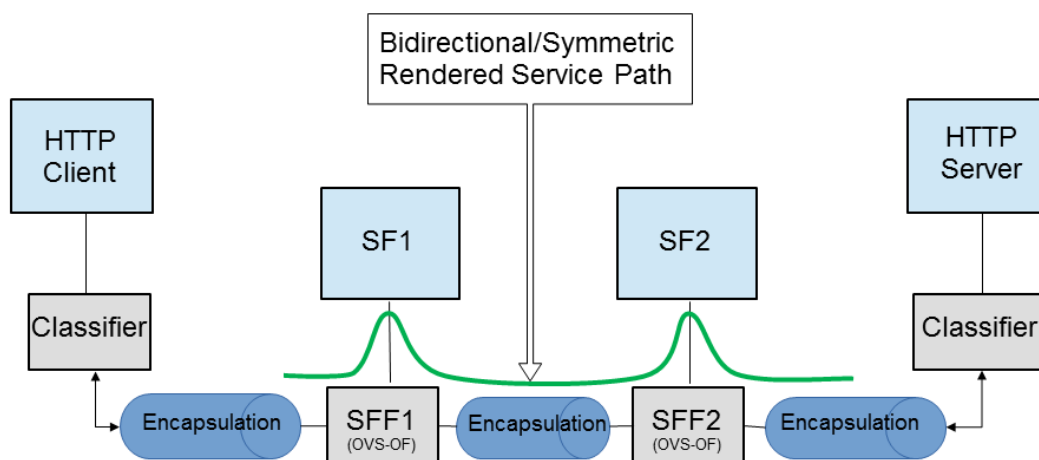 Bidirectional/Symmetric
Rendered Service Path
HTTP
Client
HTTP
Server
SF1
SF2
Classifier
Classifier
Encapsulation
SFF1
(OVS-OF)
Encapsulation
SFF2
(OVS-OF)
Encapsulation